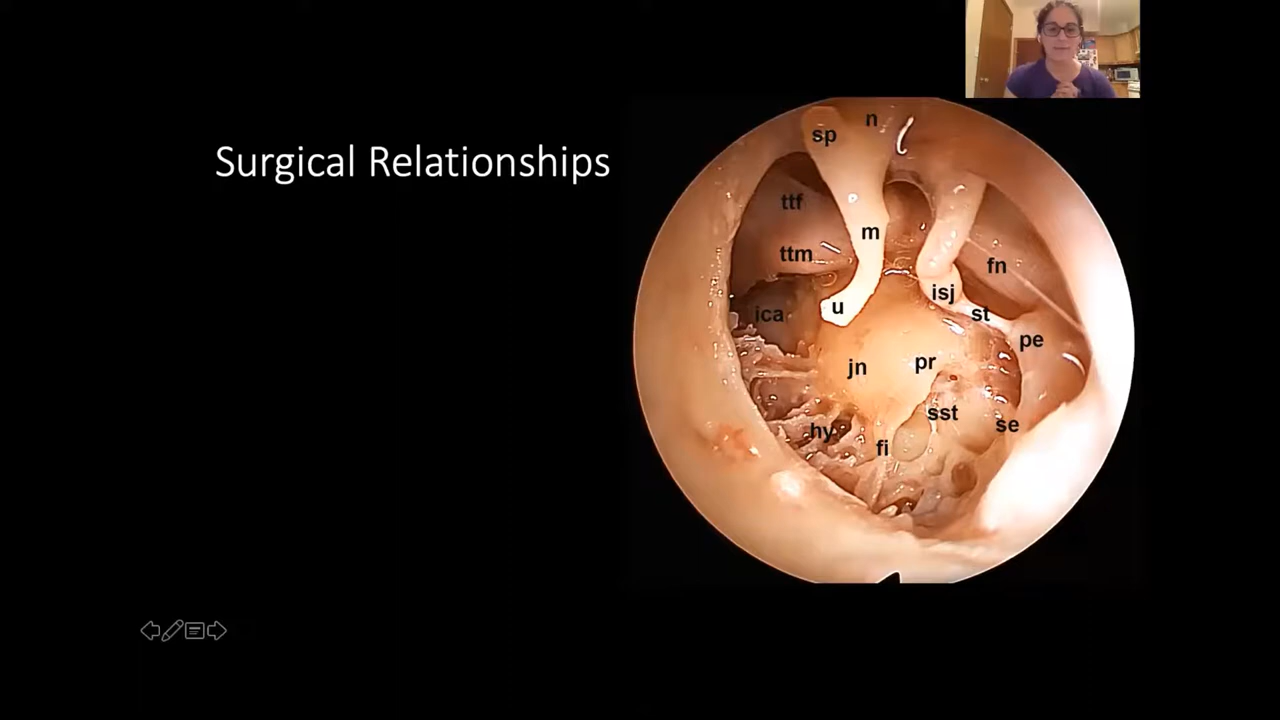 Surgical Relationships
n
sp
ttf
m
ttm
fn
isj
u
ica
st
pe
jn
pr
sst
se
hy
fi